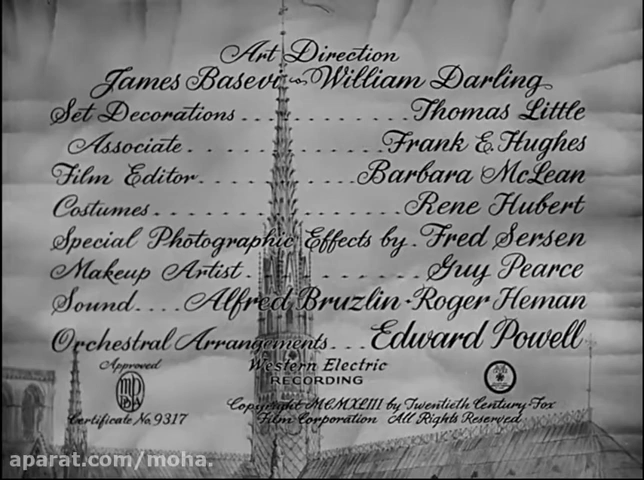 Art Direction
James Basevi William Darling
Set Decorations . . . . . . . . . . . Thomas Little
Associate . . . . . . . . . . . . Frank E. Hughes
Film Editor . . . . . . . . . . Barbara McLean
Costumes . . . . . . . . . . . . . . . Rene Hubert
Special Photographic Effects by . Fred Sersen
Makeup Artist . . . . . . . . . . Guy Pearce
Sound . . . . Alfred Bruzlin - Roger Heman
Orchestral Arrangements . . . Edward Powell
Approved
Certificate No. 9317
Western Electric
RECORDING
Copyright MCMXLIII by Twentieth Century-Fox
Film Corporation All Rights Reserved
aparat.com/moha.